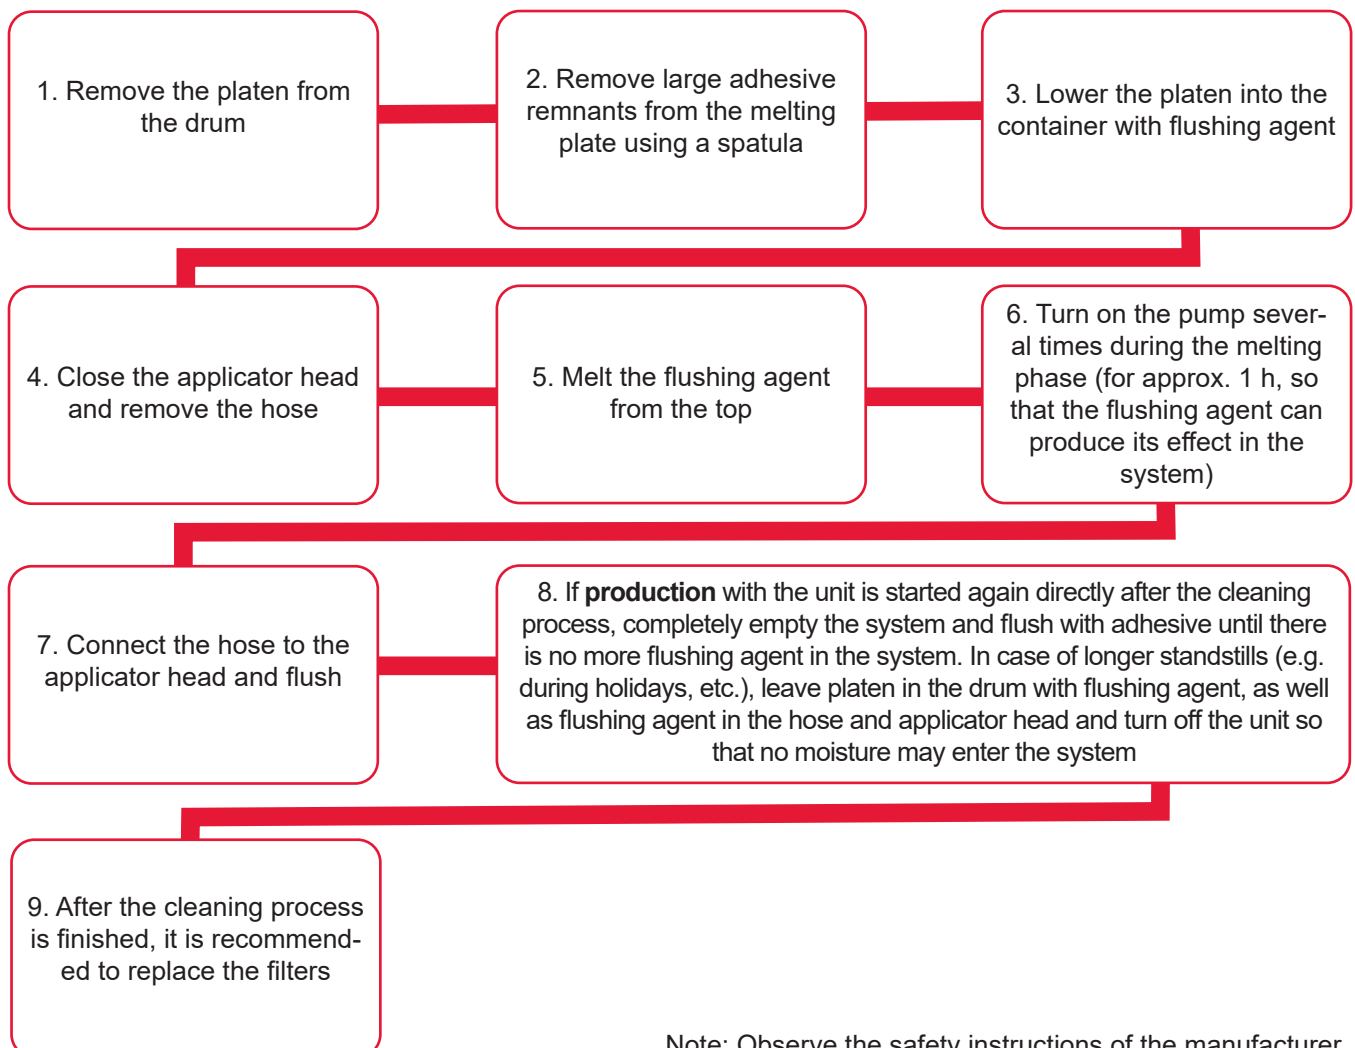 1. Remove the platen from
the drum
2. Remove large adhesive
remnants from the melting
plate using a spatula
3. Lower the platen into the
container with flushing agent
4. Close the applicator head
and remove the hose
5. Melt the flushing agent
from the top
6. Turn on the pump sever-
al times during the melting
phase (for approx. 1 h, so
that the flushing agent can
produce its effect in the
system)
7. Connect the hose to the
applicator head and flush
8. If production with the unit is started again directly after the cleaning
process, completely empty the system and flush with adhesive until there
is no more flushing agent in the system. In case of longer standstills (e.g.
during holidays, etc.), leave platen in the drum with flushing agent, as well
as flushing agent in the hose and applicator head and turn off the unit so
that no moisture may enter the system
9. After the cleaning process
is finished, it is recommend-
ed to replace the filters
Note: Observe the safety instructions of the manufacturer